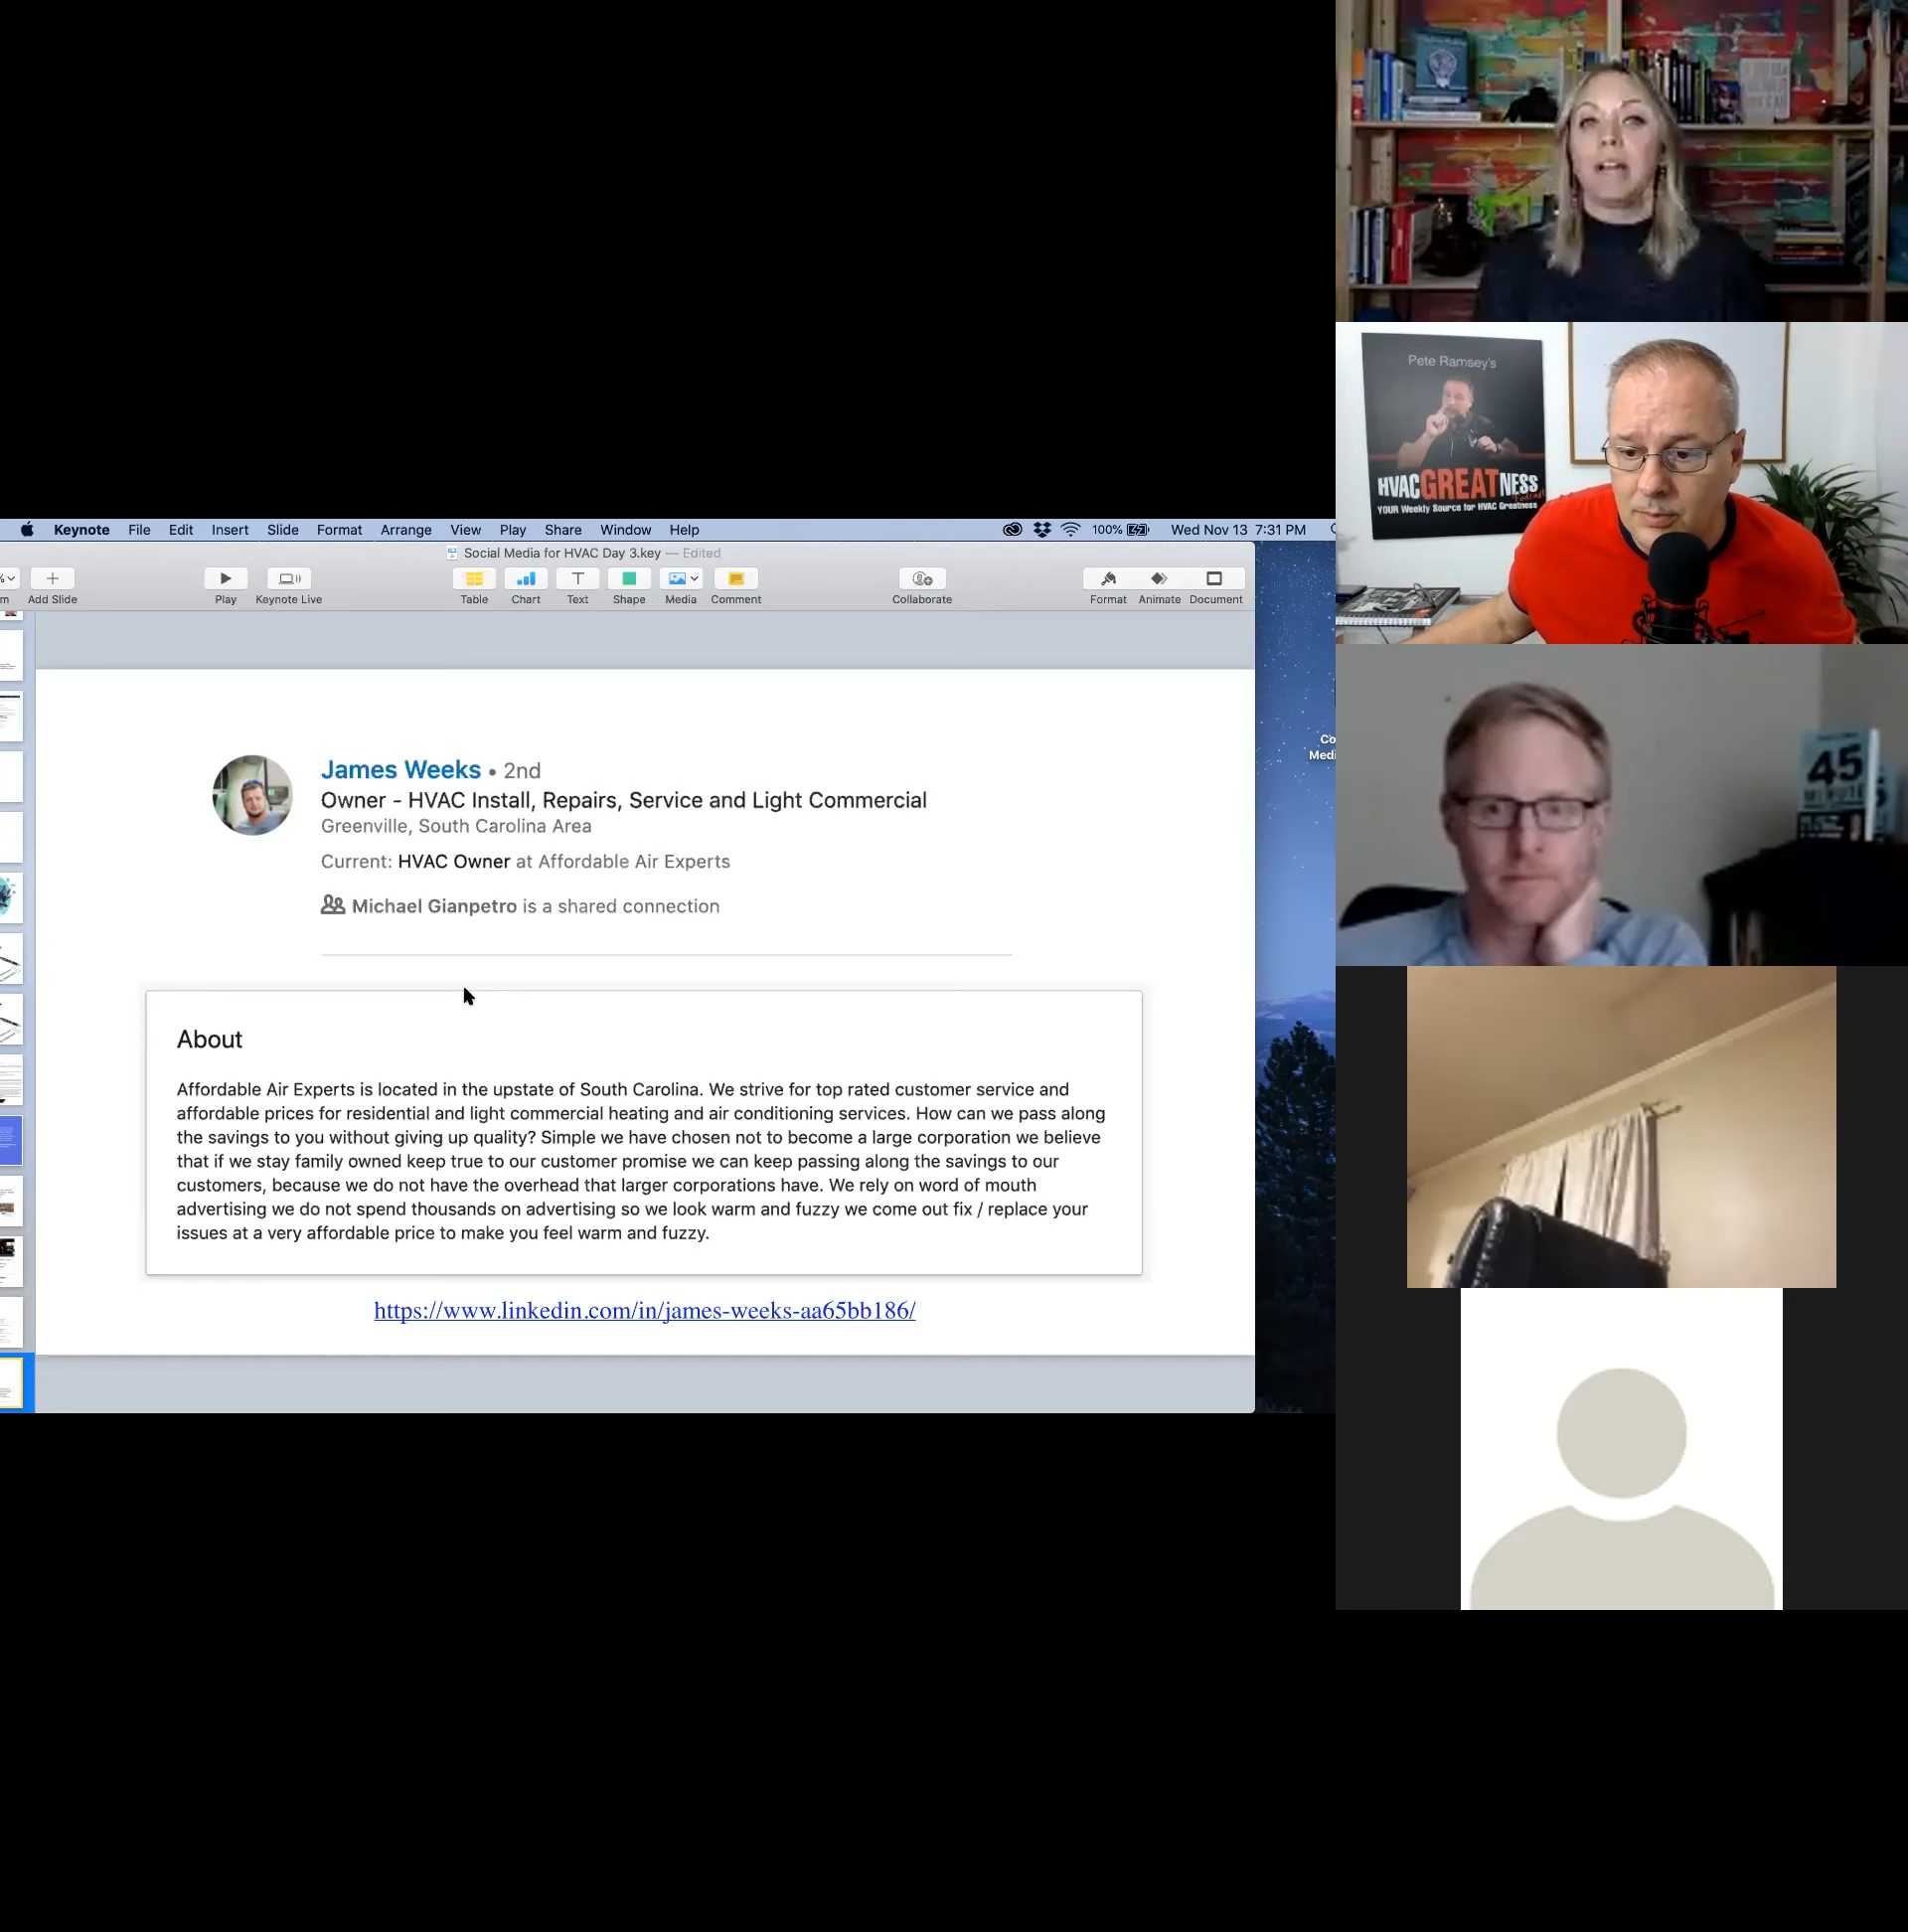 Keynote File Edit Insert Slide Format Arrange View Play Share Window Help 100% Wed Nov 13 7:31 PM
Social Media for HVAC Day 3.key — Edited
Add Slide Play Keynote Live Table Chart Text Shape Media Comment Collaborate Format Animate Document
James Weeks • 2nd
Owner - HVAC Install, Repairs, Service and Light Commercial
Greenville, South Carolina Area
Current: HVAC Owner at Affordable Air Experts
Michael Gianpetro is a shared connection
About
Affordable Air Experts is located in the upstate of South Carolina. We strive for top rated customer service and
affordable prices for residential and light commercial heating and air conditioning services. How can we pass along
the savings to you without giving up quality? Simple we have chosen not to become a large corporation we believe
that if we stay family owned keep true to our customer promise we can keep passing along the savings to our
customers, because we do not have the overhead that larger corporations have. We rely on word of mouth
advertising we do not spend thousands on advertising so we look warm and fuzzy we come out fix / replace your
issues at a very affordable price to make you feel warm and fuzzy.
https://www.linkedin.com/in/james-weeks-aa65bb186/
Pete Ramsey's
HVACGREATNESS
Podcast
YOUR Weekly Source for HVAC Greatness
45
MINUTE